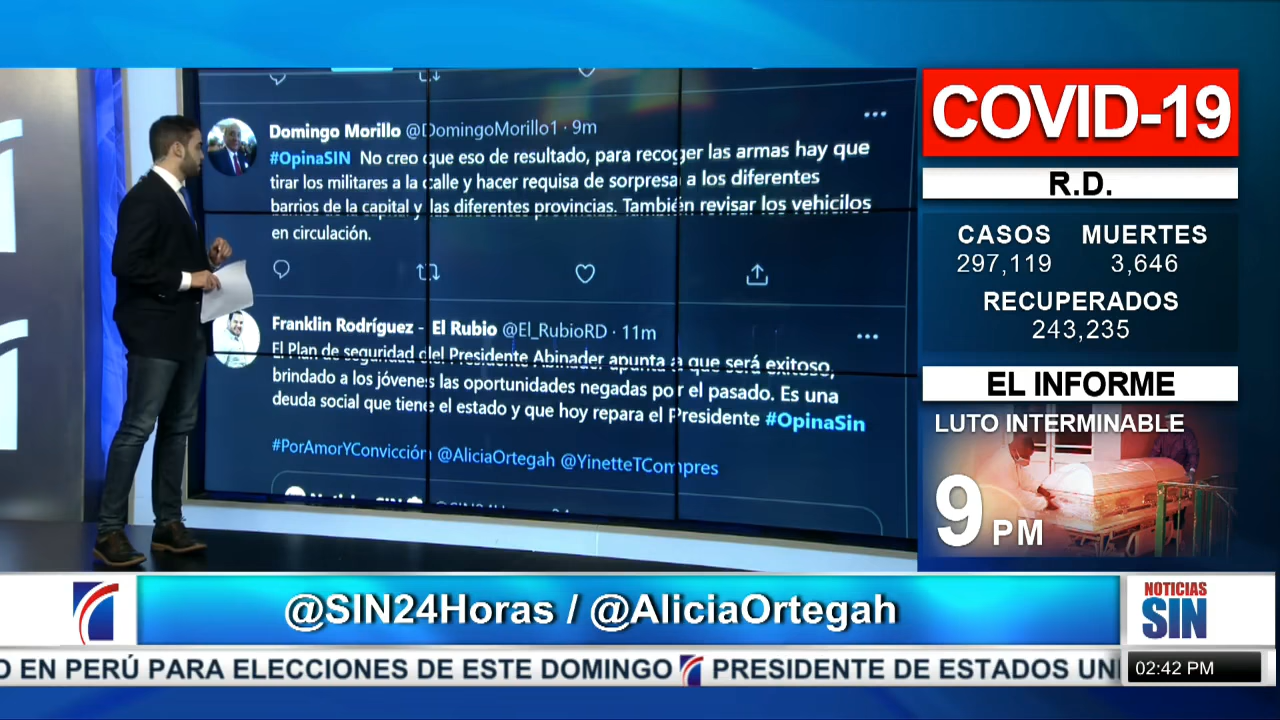 Domingo Morillo @DomingoMorillo1 · 9m
#OpinaSIN No creo que eso de resultado, para recoger las armas hay que
tirar los militares a la calle y hacer requisa de sorpresa a los diferentes
barrios de la capital y las diferentes provincias. También revisar los vehicilos
en circulación.
Franklin Rodríguez - El Rubio @El_RubioRD · 11m
El Plan de seguridad del Presidente Abinader apunta a que será exitoso,
brindado a los jóvenes las oportunidades negadas por el pasado. Es una
deuda social que tiene el estado y que hoy repara el Presidente #OpinaSin
#PorAmorYConvicción @AliciaOrtegah @YinetteTCompres
COVID-19
R.D.
CASOS MUERTES
297,119 3,646
RECUPERADOS
243,235
EL INFORME
LUTO INTERMINABLE
9 PM
@SIN24Horas / @AliciaOrtegah
NOTICIAS
SIN
O EN PERÚ PARA ELECCIONES DE ESTE DOMINGO PRESIDENTE DE ESTADOS UNI
02:42 PM